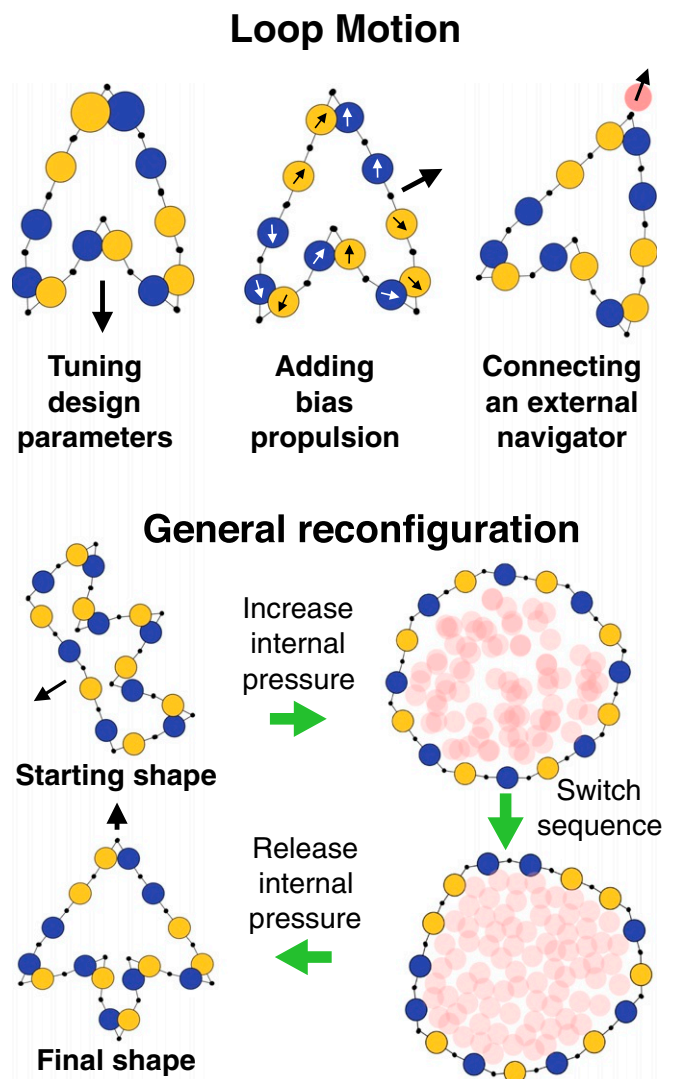 Loop Motion
Tuning
design
parameters
Adding
bias
propulsion
Connecting
an external
navigator
General reconfiguration
Increase
internal
pressure
Starting shape
Switch
sequence
Release
internal
pressure
Final shape